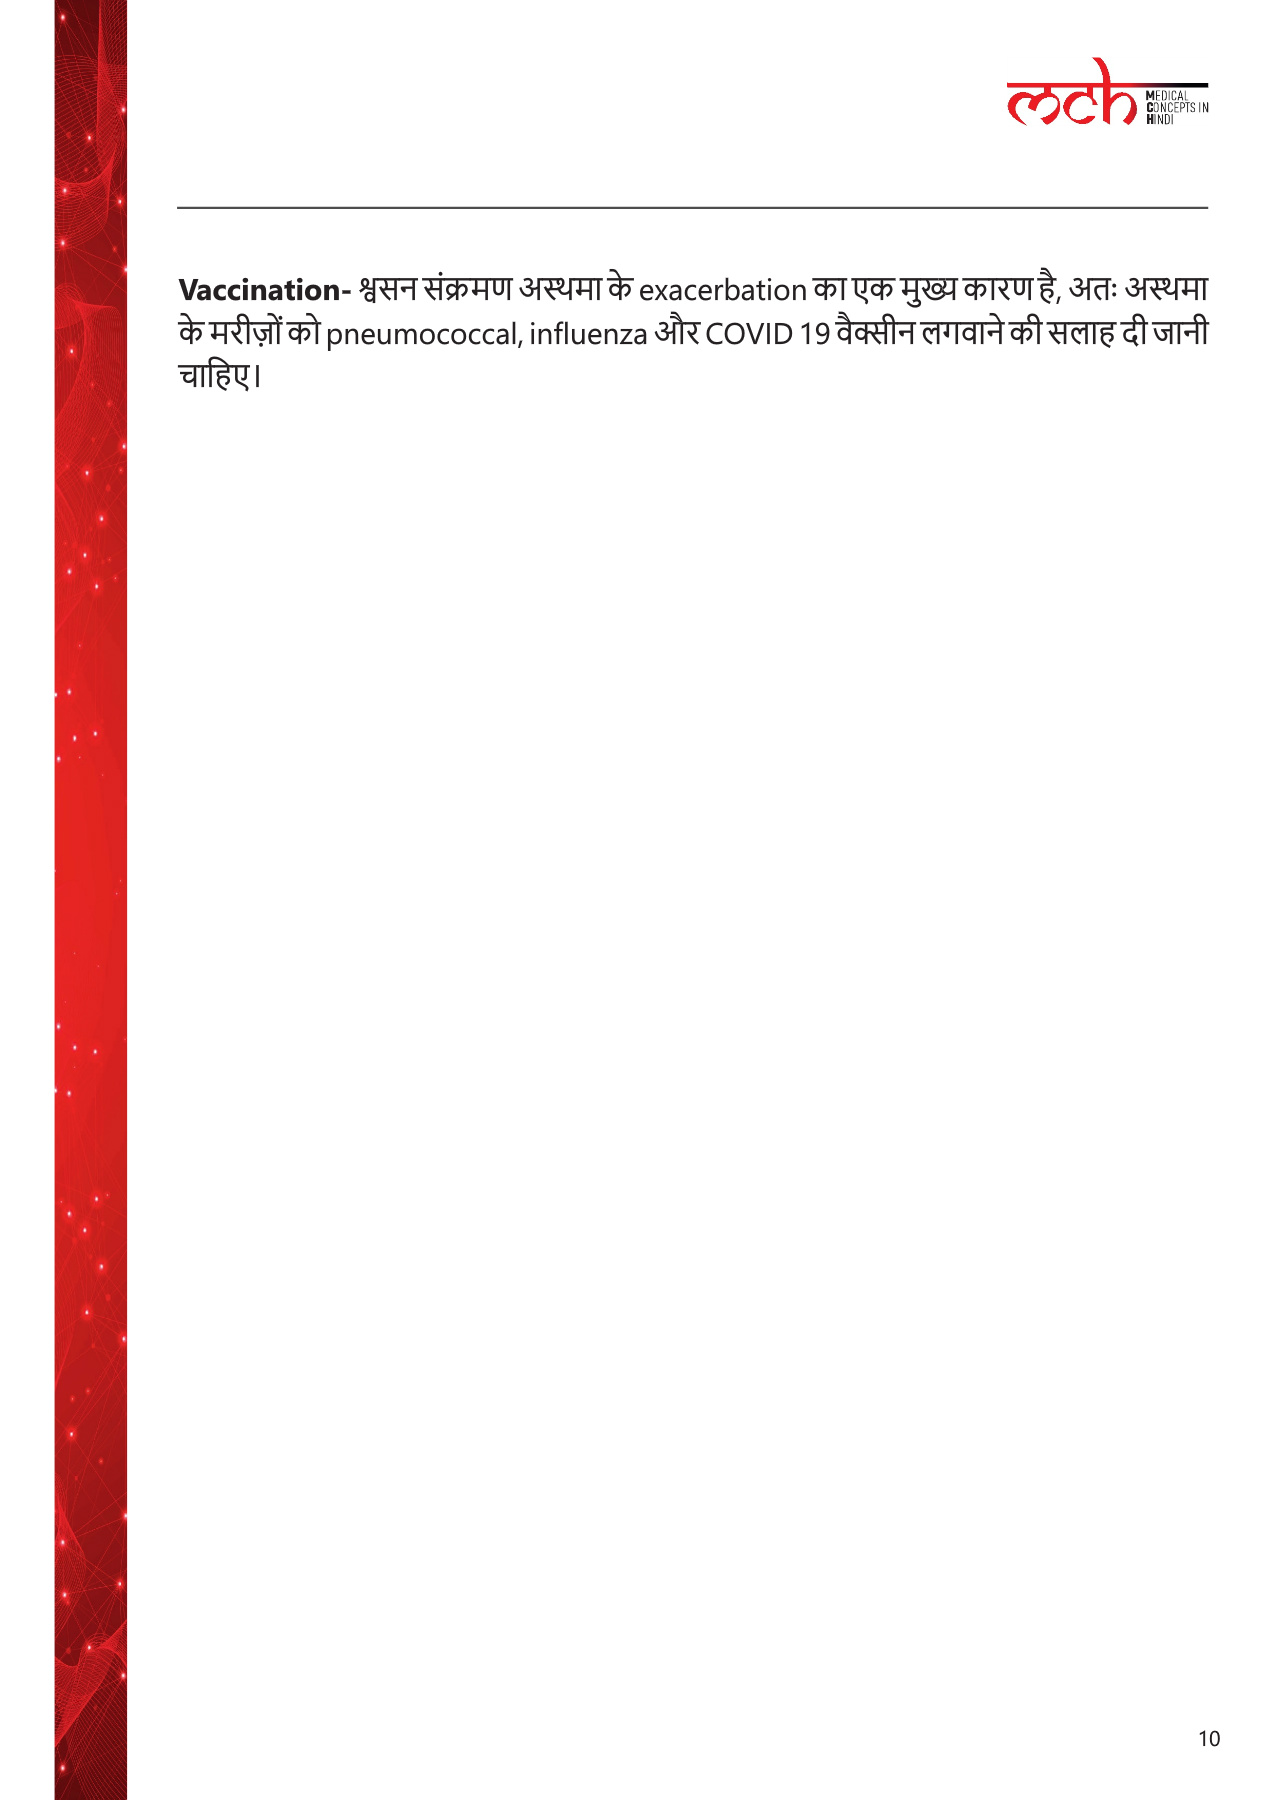 mch
MEDICAL
CONCEPTS IN
HINDI
Vaccination- श्वसन संक्रमण अस्थमा के exacerbation का एक मुख्य कारण है, अतः अस्थमा
के मरीज़ों को pneumococcal, influenza और COVID 19 वैक्सीन लगवाने की सलाह दी जानी
चाहिए।
10